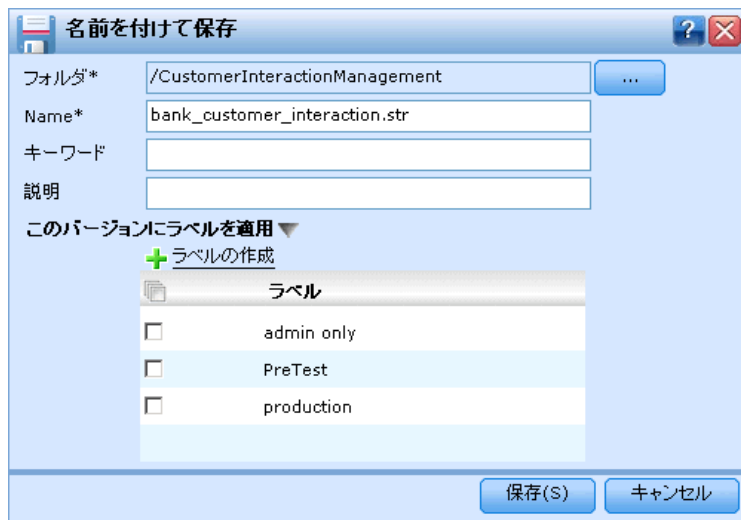 名前を付けて保存
?
フォルダ* /CustomerInteractionManagement ...
Name* bank_customer_interaction.str
キーワード
説明
このバージョンにラベルを適用
ラベルの作成
ラベル
admin only
PreTest
production
保存(S) キャンセル